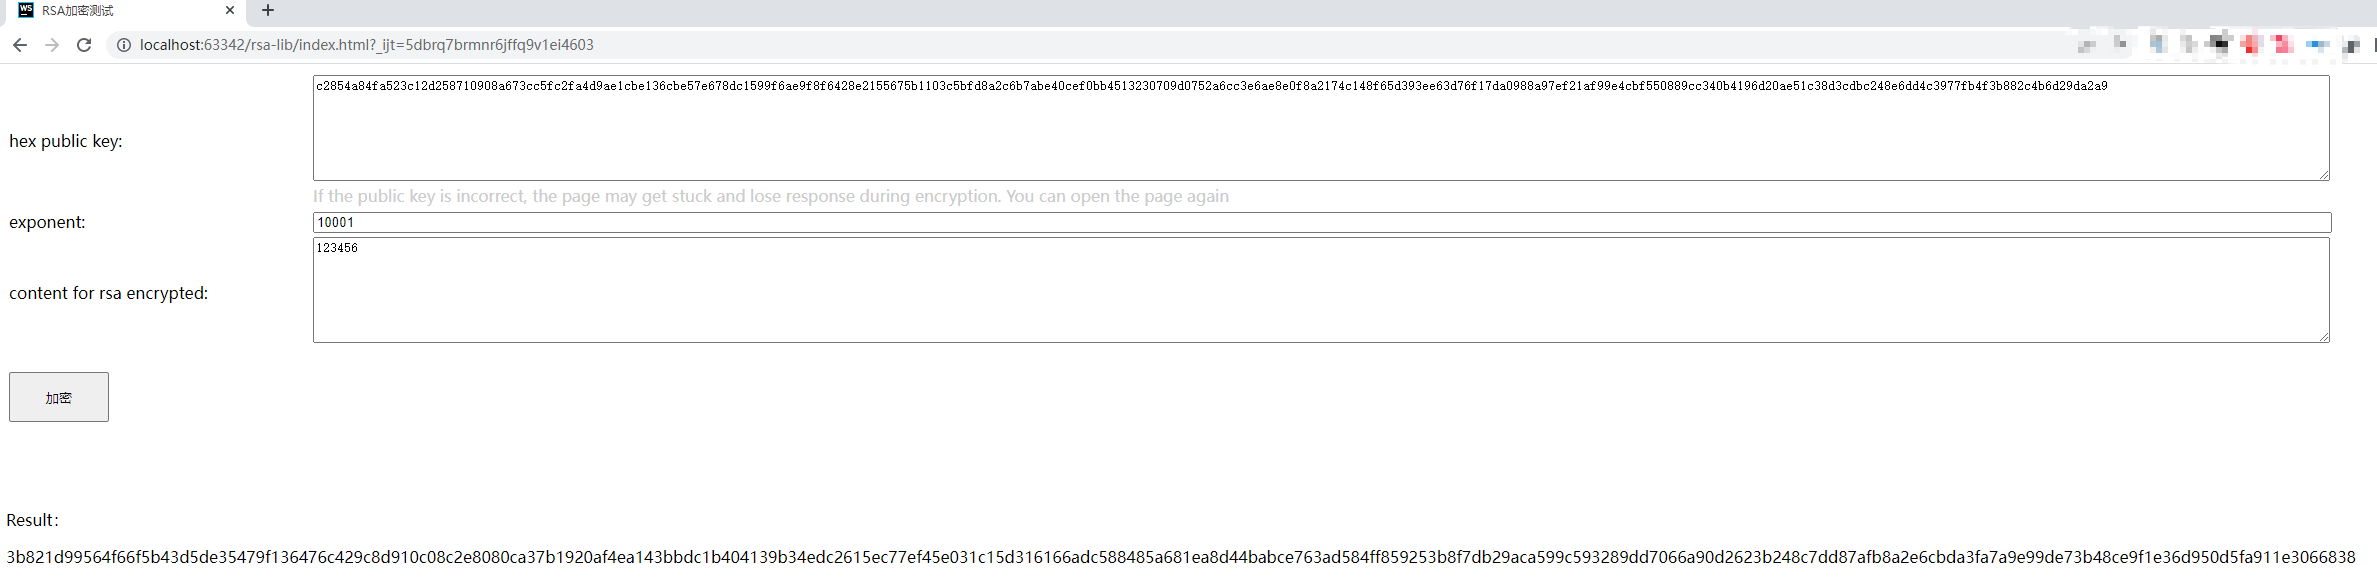 WS RSA加密测试
localhost:63342/rsa-lib/index.html?_ijt=5dbrq7brmnr6jffq9v1ei4603
c2854a84fa523c12d258710908a673cc5fc2fa4d9ae1cbe136cbe57e678dc1599f6ae9f8f6428e2155675b1103c5bfd8a2c6b7abe40cef0bb4513230709d0752a6cc3e6ae8e0f8a2174c148f65d393ee63d76f17da0988a97ef21af99e4cbf550889cc340b4196d20ae51c38d3cdbc248e6dd4c3977fb4f3b882c4b6d29da2a9
hex public key:
If the public key is incorrect, the page may get stuck and lose response during encryption. You can open the page again
exponent:
10001
123456
content for rsa encrypted:
加密
Result：
3b821d99564f66f5b43d5de35479f136476c429c8d910c08c2e8080ca37b1920af4ea143bbdc1b404139b34edc2615ec77ef45e031c15d316166adc588485a681ea8d44babce763ad584ff859253b8f7db29aca599c593289dd7066a90d2623b248c7dd87afb8a2e6cbda3fa7a9e99de73b48ce9f1e36d950d5fa911e3066838